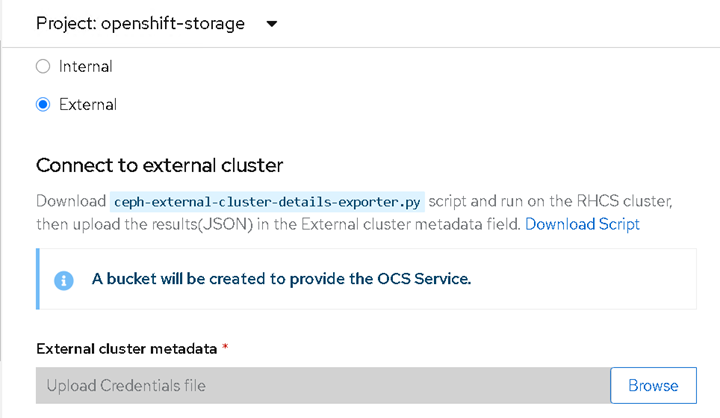 Project: openshift-storage
Internal
External
Connect to external cluster
Download ceph-external-cluster-details-exporter.py script and run on the RHCS cluster,
then upload the results(JSON) in the External cluster metadata field. Download Script
A bucket will be created to provide the OCS Service.
External cluster metadata *
Upload Credentials file
Browse